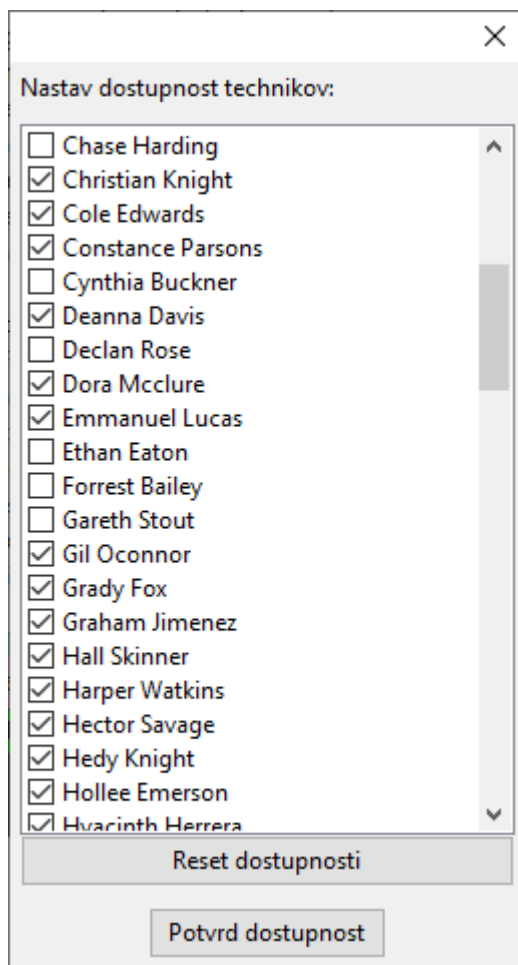 Nastav dostupnost technikov:
Chase Harding
Christian Knight
Cole Edwards
Constance Parsons
Cynthia Buckner
Deanna Davis
Declan Rose
Dora Mcclure
Emmanuel Lucas
Ethan Eaton
Forrest Bailey
Gareth Stout
Gil Oconnor
Grady Fox
Graham Jimenez
Hall Skinner
Harper Watkins
Hector Savage
Hedy Knight
Hollee Emerson
Hyacinth Herrera
Reset dostupnosti
Potvrd dostupnost